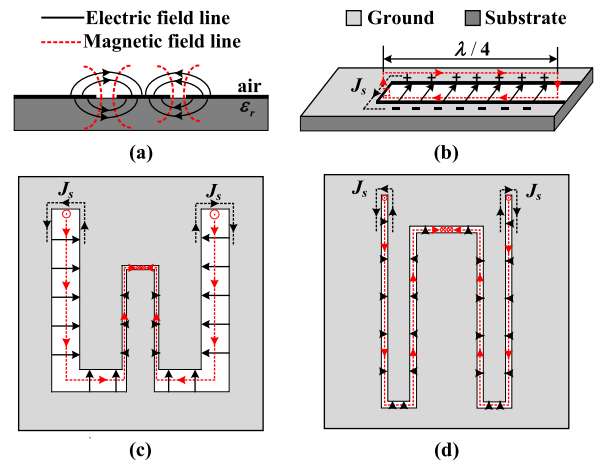 Electric field line
Magnetic field line
Ground
Substrate
λ / 4
air
εr
Js
+ + + + + + +
- - - - - - -
(a)
(b)
Js
Js
Js
Js
(c)
(d)